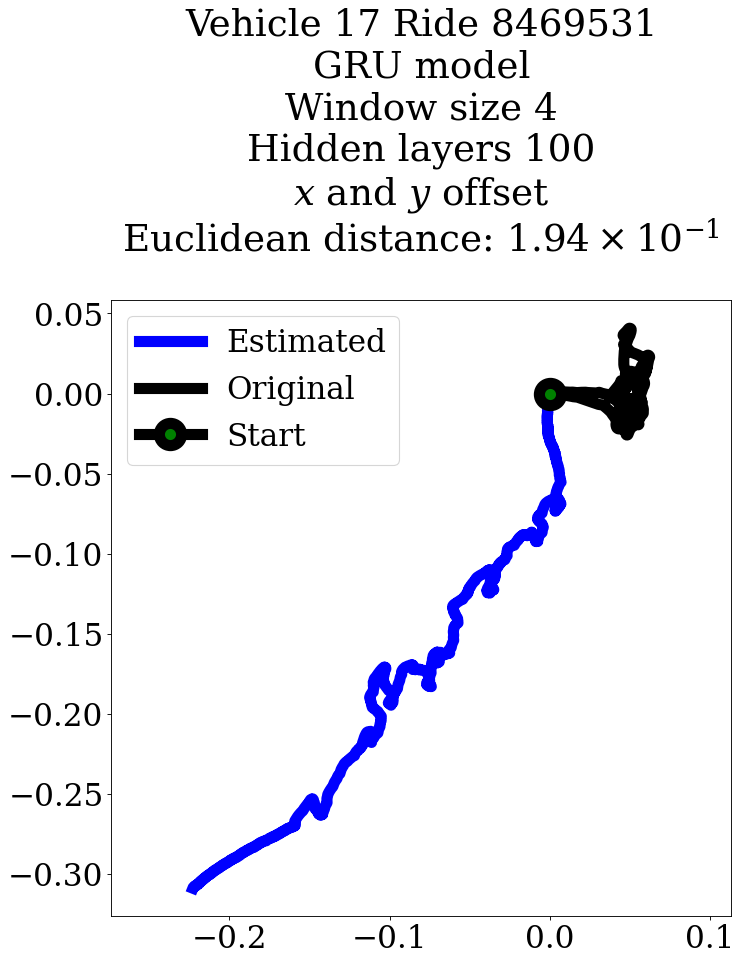 Vehicle 17 Ride 8469531
GRU model
Window size 4
Hidden layers 100
x and y offset
Euclidean distance: 1.94 × 10⁻¹
Estimated
Original
Start
0.05
0.00
−0.05
−0.10
−0.15
−0.20
−0.25
−0.30
−0.2 −0.1 0.0 0.1